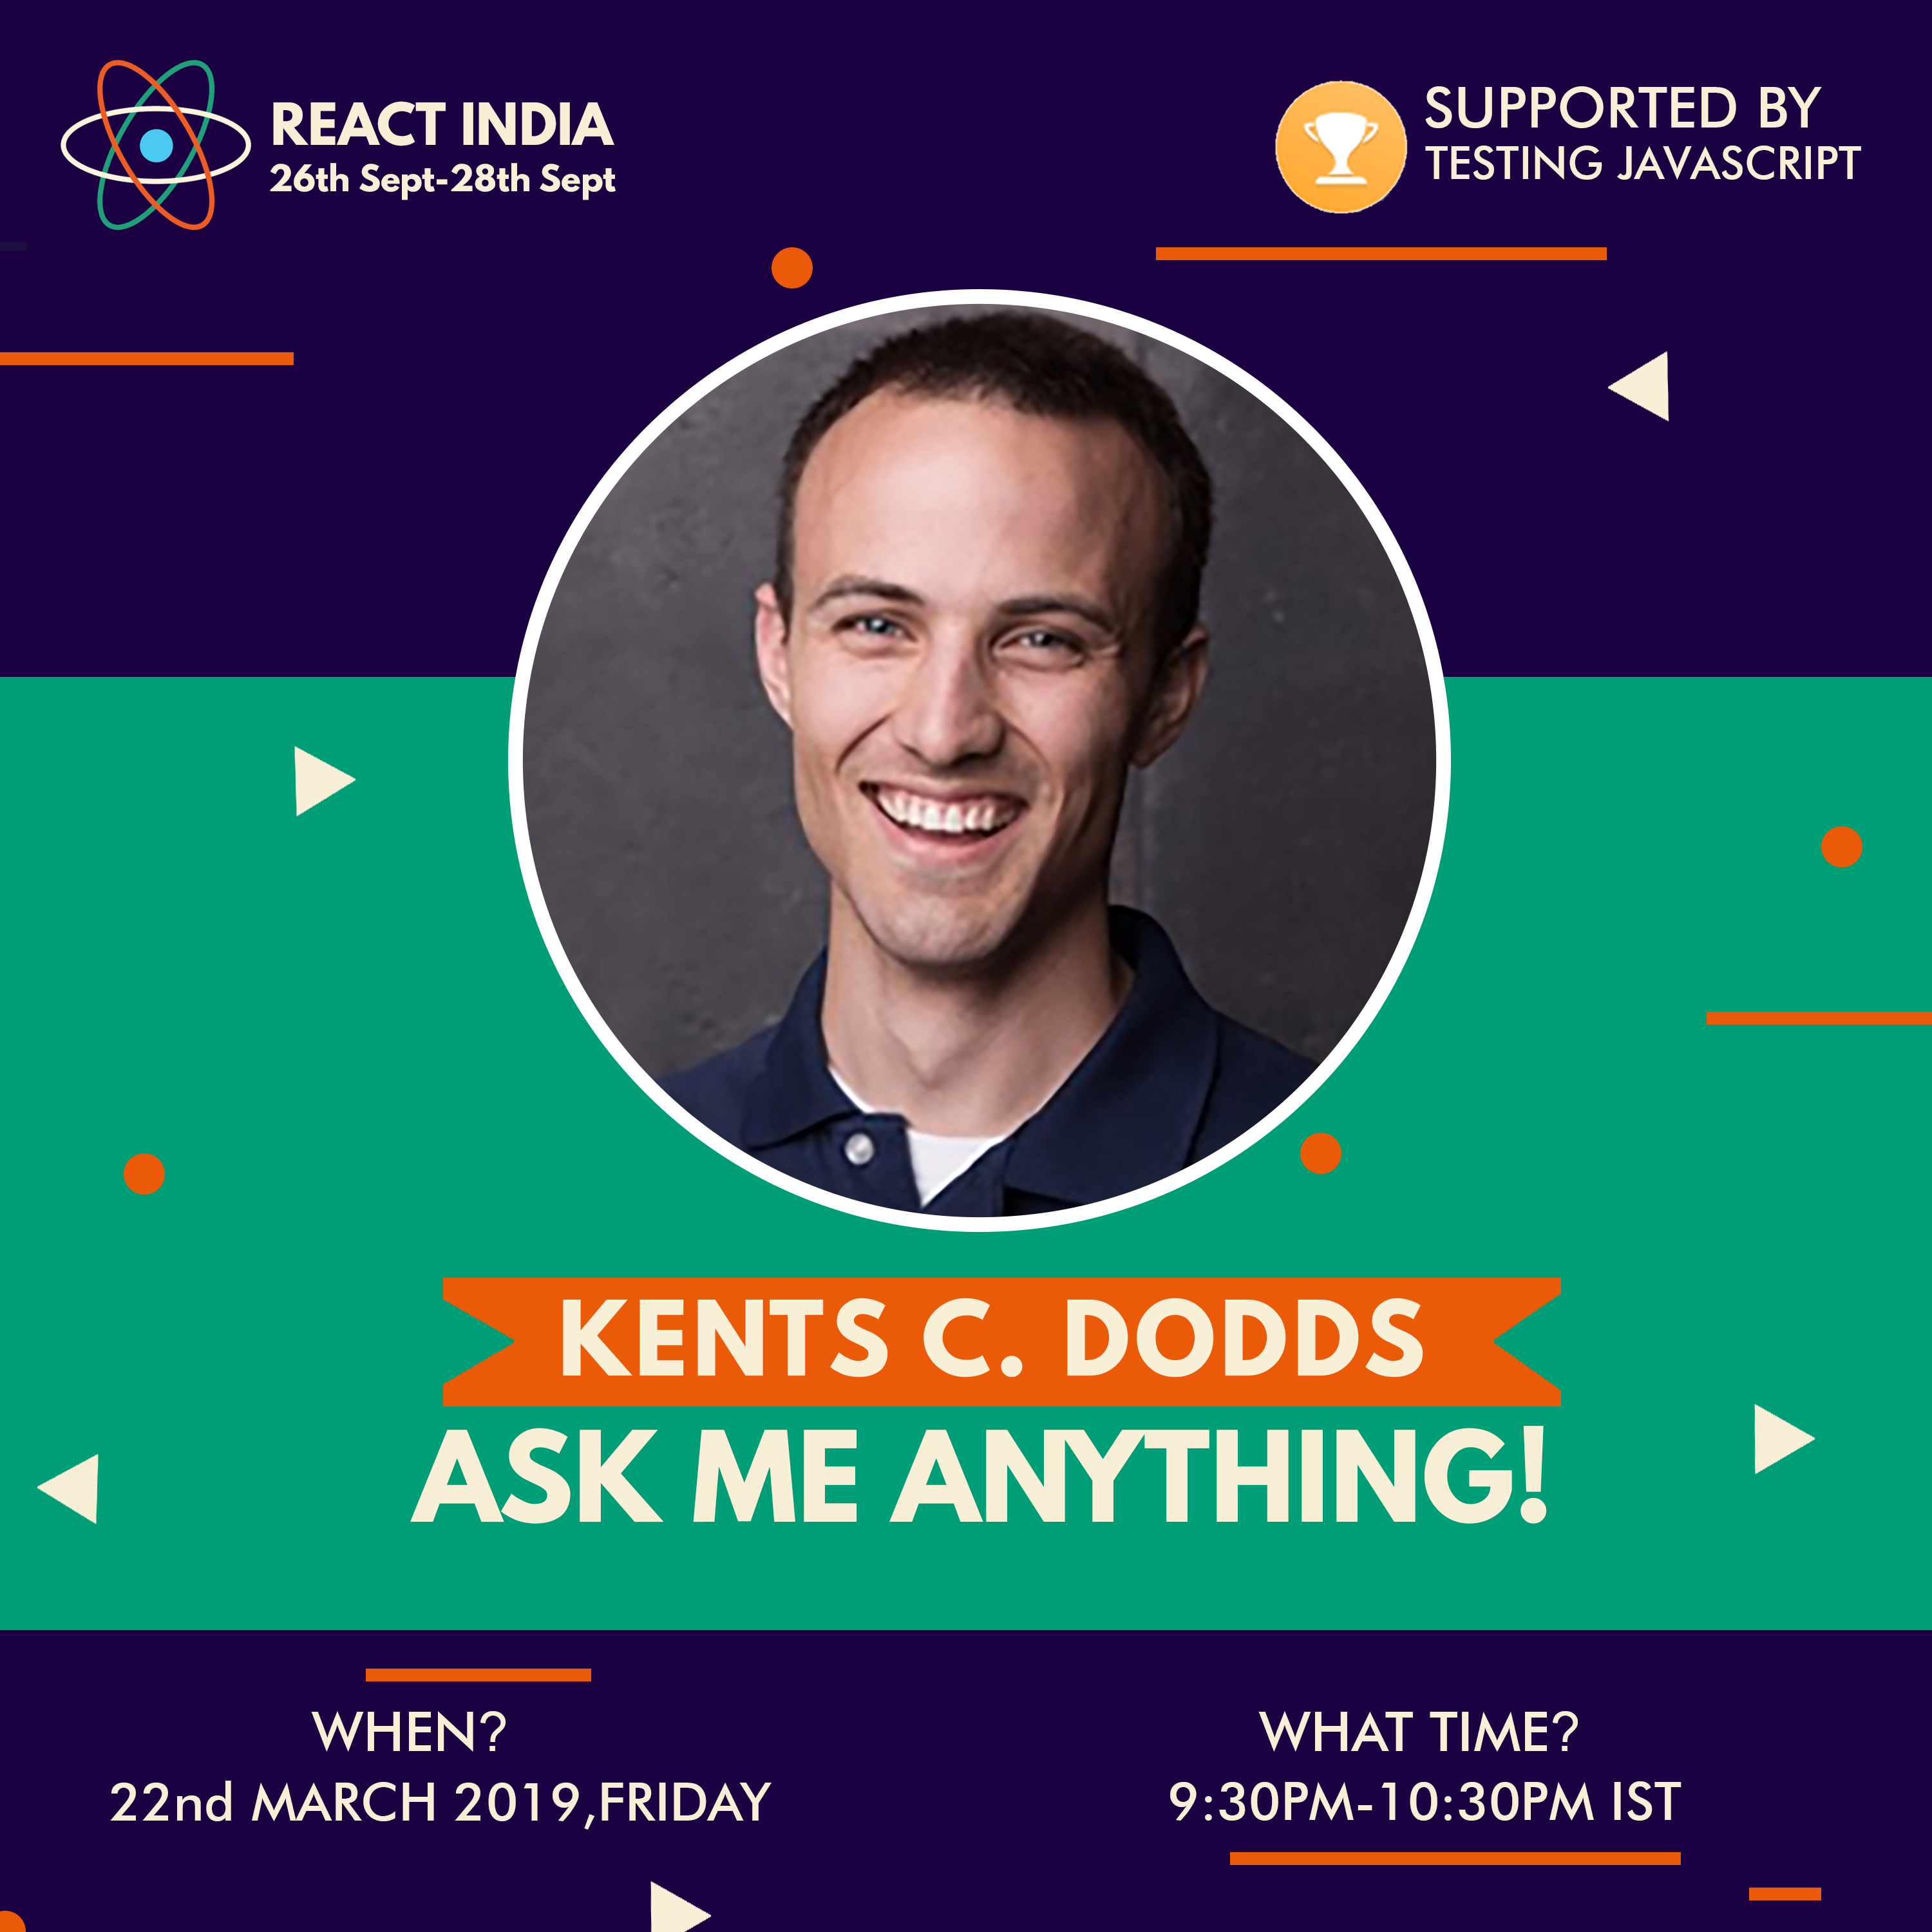 REACT INDIA
26th Sept-28th Sept
SUPPORTED BY
TESTING JAVASCRIPT
KENTS C. DODDS
ASK ME ANYTHING!
WHEN?
22nd MARCH 2019,FRIDAY
WHAT TIME?
9:30PM-10:30PM IST